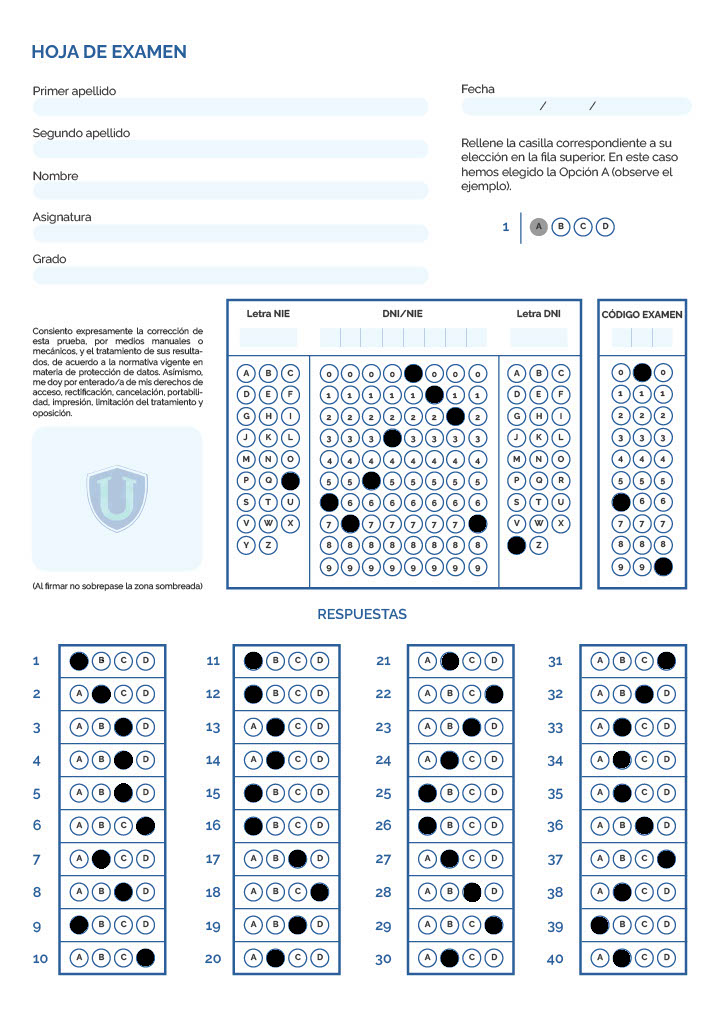 HOJA DE EXAMEN
Primer apellido
Segundo apellido
Nombre
Asignatura
Grado
Fecha
/ /
Rellene la casilla correspondiente a su
elección en la fila superior. En este caso
hemos elegido la Opción A (observe el
ejemplo).
1 A B C D
Consiento expresamente la corrección de
esta prueba, por medios manuales o
mecánicos, y el tratamiento de sus resulta-
dos, de acuerdo a la normativa vigente en
materia de protección de datos. Asímismo,
me doy por enterado/a de mis derechos de
acceso, rectificación, cancelación, portabili-
dad, impresión, limitación del tratamiento y
oposición.
U
(Al firmar no sobrepase la zona sombreada)
Letra NIE
A B C
D E F
G H I
J K L
M N O
P Q
S T U
V W X
Y Z
DNI/NIE
0 0 0 0 0 0 0
1 1 1 1 1 1 1
2 2 2 2 2 2 2
3 3 3 3 3 3 3
4 4 4 4 4 4 4 4
5 5 5 5 5 5 5
6 6 6 6 6 6 6
7 7 7 7 7 7
8 8 8 8 8 8 8 8
9 9 9 9 9 9 9 9
Letra DNI
A B C
D E F
G H I
J K L
M N O
P Q R
S T U
V W X
Z
CÓDIGO EXAMEN
0 0
1 1 1
2 2 2
3 3 3
4 4 4
5 5 5
6 6
7 7 7
8 8 8
9 9
RESPUESTAS
1 B C D
2 A C D
3 A B D
4 A B D
5 A B D
6 A B C
7 A C D
8 A B D
9 B C D
10 A B C
11 B C D
12 B C D
13 A C D
14 A C D
15 B C D
16 B C D
17 A B D
18 A B C
19 A B D
20 A C D
21 A C D
22 A B C
23 A B D
24 A C D
25 B C D
26 B C D
27 A C D
28 A B D
29 A B C
30 A C D
31 A B C
32 A B D
33 A C D
34 A C D
35 A C D
36 A B D
37 A B C
38 A C D
39 B C D
40 A C D